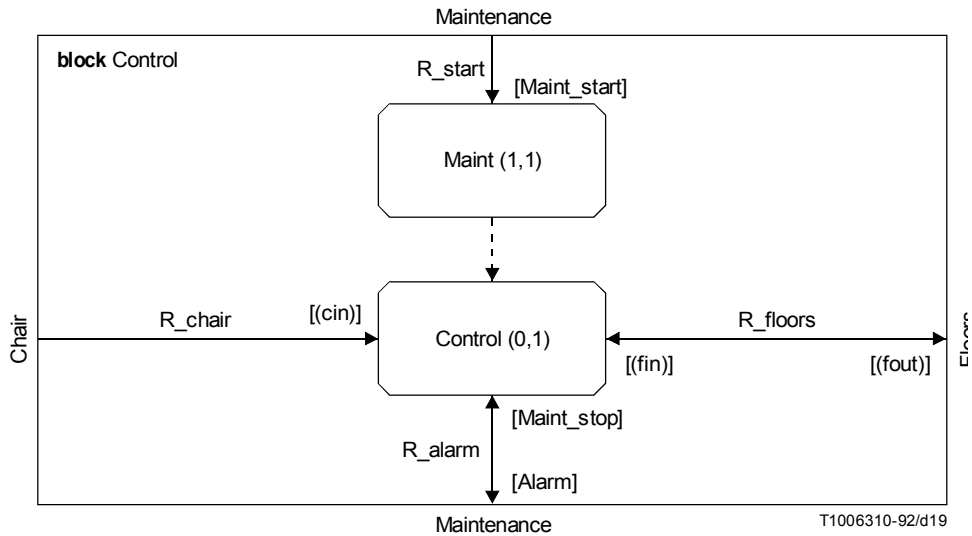 Maintenance
block Control
R_start
[Maint_start]
Maint (1,1)
Chair
R_chair
[(cin)]
Control (0,1)
R_floors
[(fin)]
[(fout)]
Floors
[Maint_stop]
R_alarm
[Alarm]
Maintenance
T1006310-92/d19